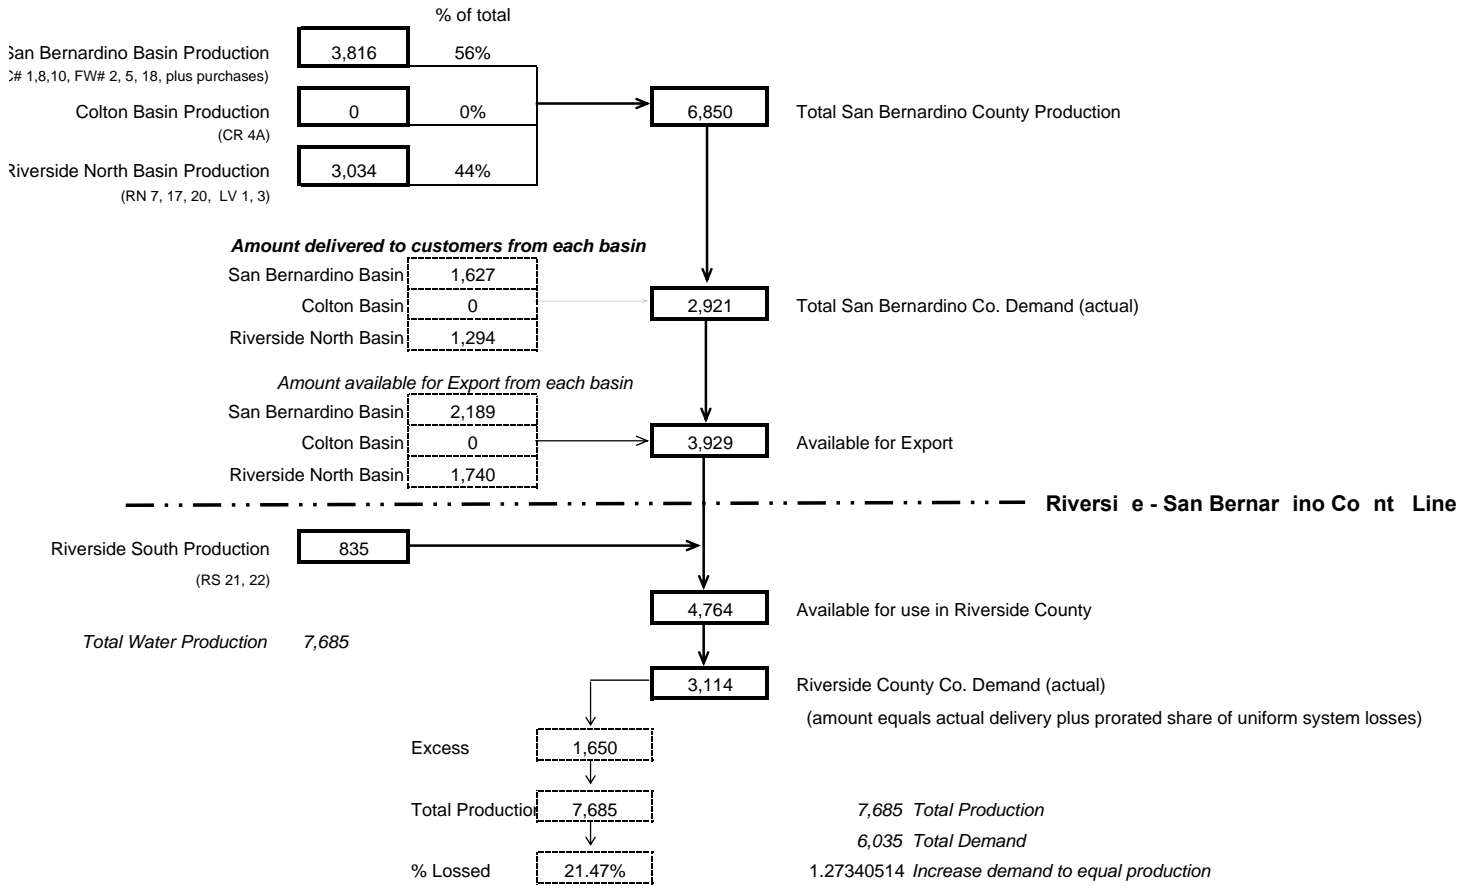 % of total
San Bernardino Basin Production 3,816 56%
C# 1,8,10, FW# 2, 5, 18, plus purchases)
Colton Basin Production 0 0% 6,850 Total San Bernardino County Production
(CR 4A)
Riverside North Basin Production 3,034 44%
(RN 7, 17, 20, LV 1, 3)
Amount delivered to customers from each basin
San Bernardino Basin 1,627
Colton Basin 0 2,921 Total San Bernardino Co. Demand (actual)
Riverside North Basin 1,294
Amount available for Export from each basin
San Bernardino Basin 2,189
Colton Basin 0 3,929 Available for Export
Riverside North Basin 1,740
Riversi e - San Bernar ino Co nt Line
Riverside South Production 835
(RS 21, 22)
4,764 Available for use in Riverside County
Total Water Production 7,685
3,114 Riverside County Co. Demand (actual)
(amount equals actual delivery plus prorated share of uniform system losses)
Excess 1,650
Total Production 7,685 7,685 Total Production
6,035 Total Demand
% Lossed 21.47% 1.27340514 Increase demand to equal production